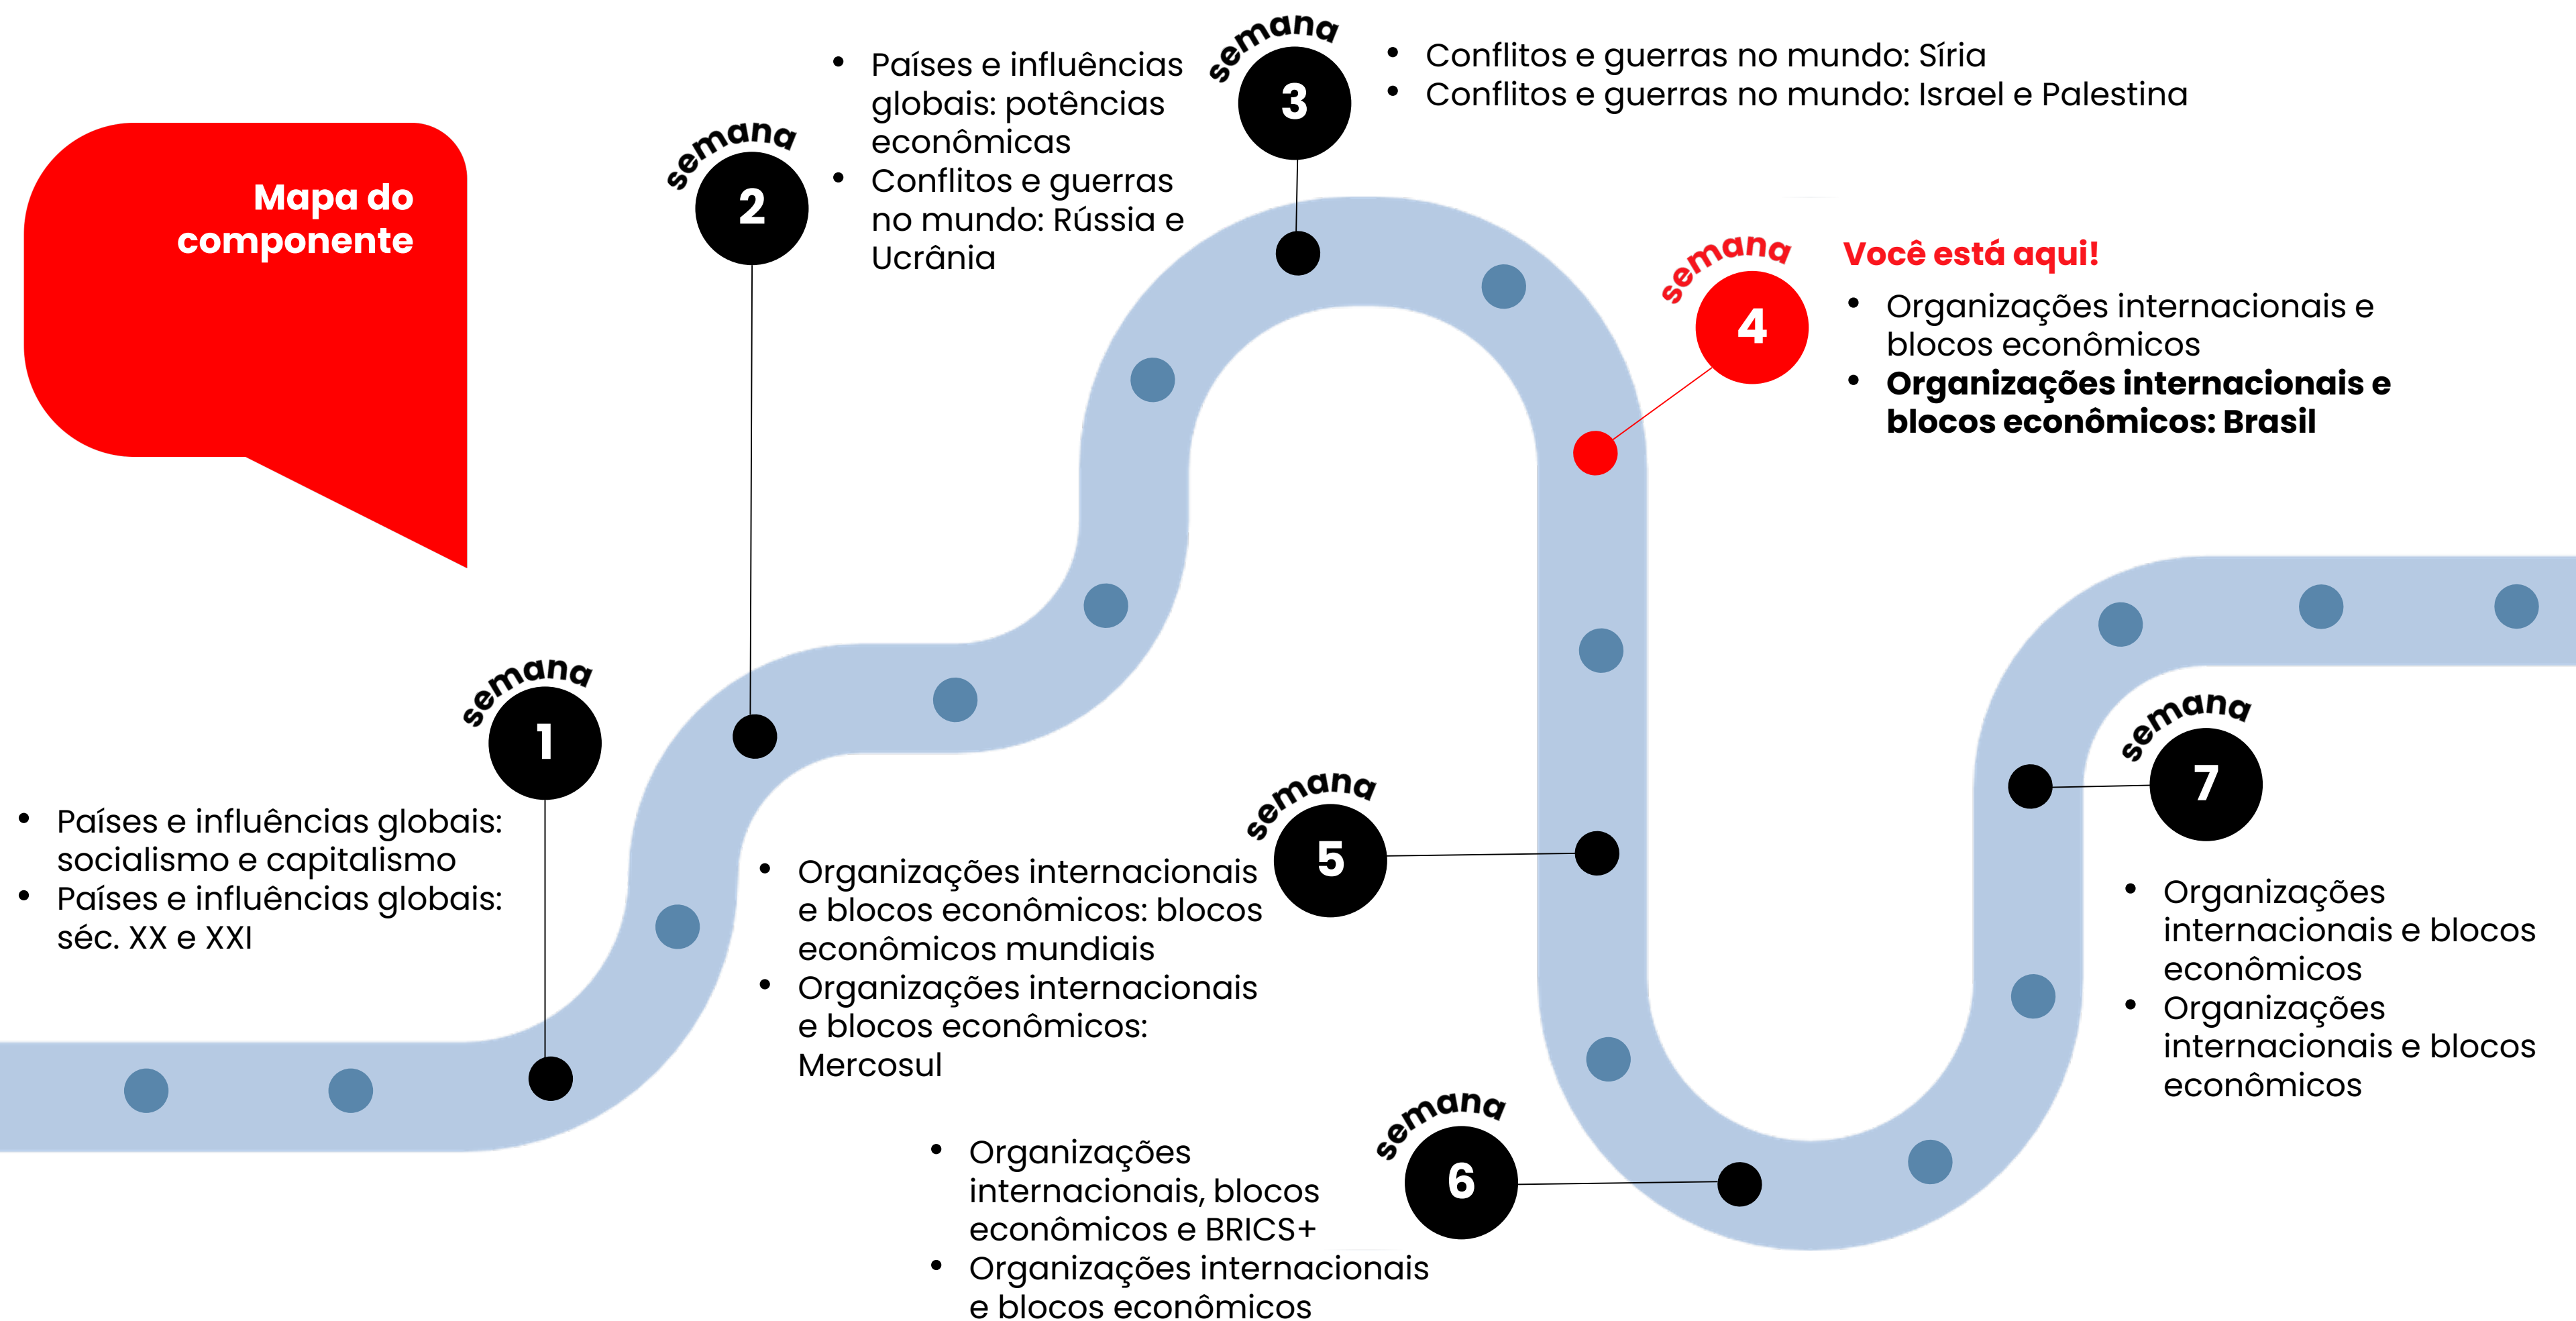 Mapa do
componente
semana
1
• Países e influências globais:
socialismo e capitalismo
• Países e influências globais:
séc. XX e XXI
semana
2
• Países e influências
globais: potências
econômicas
• Conflitos e guerras
no mundo: Rússia e
Ucrânia
semana
3
• Conflitos e guerras no mundo: Síria
• Conflitos e guerras no mundo: Israel e Palestina
semana
4
Você está aqui!
• Organizações internacionais e
blocos econômicos
• Organizações internacionais e
blocos econômicos: Brasil
semana
5
• Organizações internacionais
e blocos econômicos: blocos
econômicos mundiais
• Organizações internacionais
e blocos econômicos:
Mercosul
semana
6
• Organizações
internacionais, blocos
econômicos e BRICS+
• Organizações internacionais
e blocos econômicos
semana
7
• Organizações
internacionais e blocos
econômicos
• Organizações
internacionais e blocos
econômicos